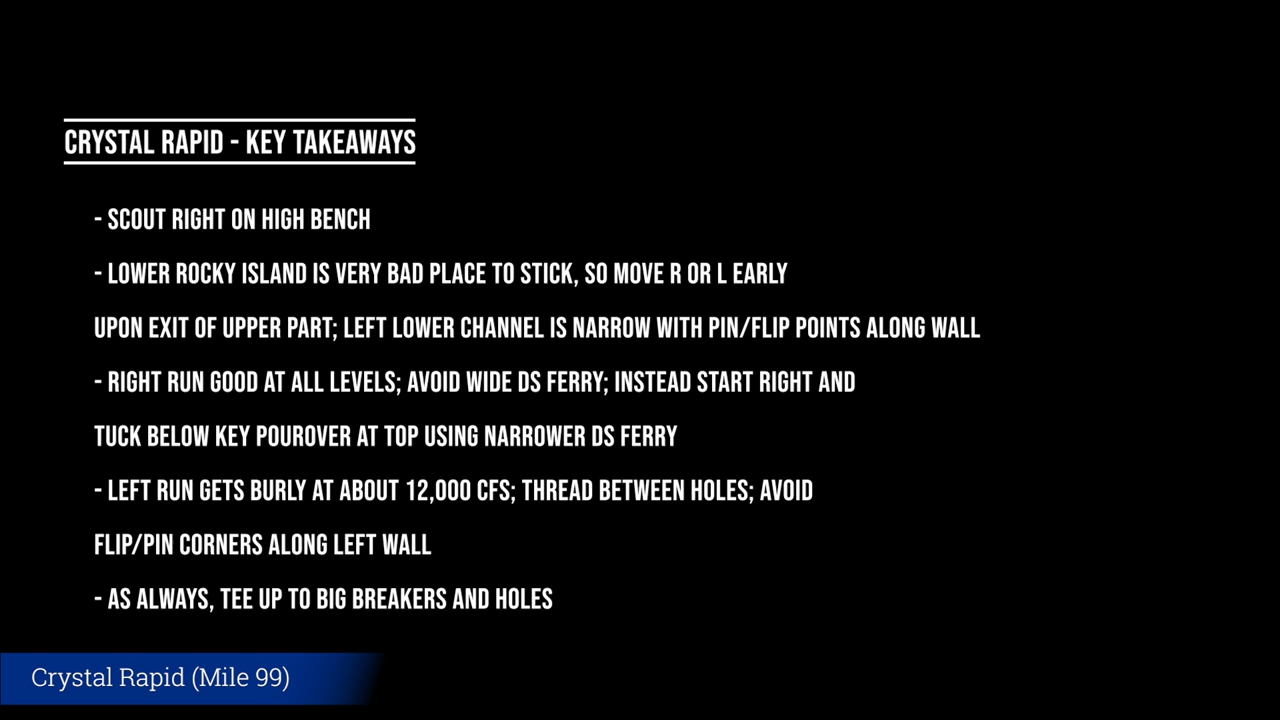 CRYSTAL RAPID - KEY TAKEAWAYS
- SCOUT RIGHT ON HIGH BENCH
- LOWER ROCKY ISLAND IS VERY BAD PLACE TO STICK, SO MOVE R OR L EARLY
UPON EXIT OF UPPER PART; LEFT LOWER CHANNEL IS NARROW WITH PIN/FLIP POINTS ALONG WALL
- RIGHT RUN GOOD AT ALL LEVELS; AVOID WIDE DS FERRY; INSTEAD START RIGHT AND
TUCK BELOW KEY POUROVER AT TOP USING NARROWER DS FERRY
- LEFT RUN GETS BURLY AT ABOUT 12,000 CFS; THREAD BETWEEN HOLES; AVOID
FLIP/PIN CORNERS ALONG LEFT WALL
- AS ALWAYS, TEE UP TO BIG BREAKERS AND HOLES
Crystal Rapid (Mile 99)